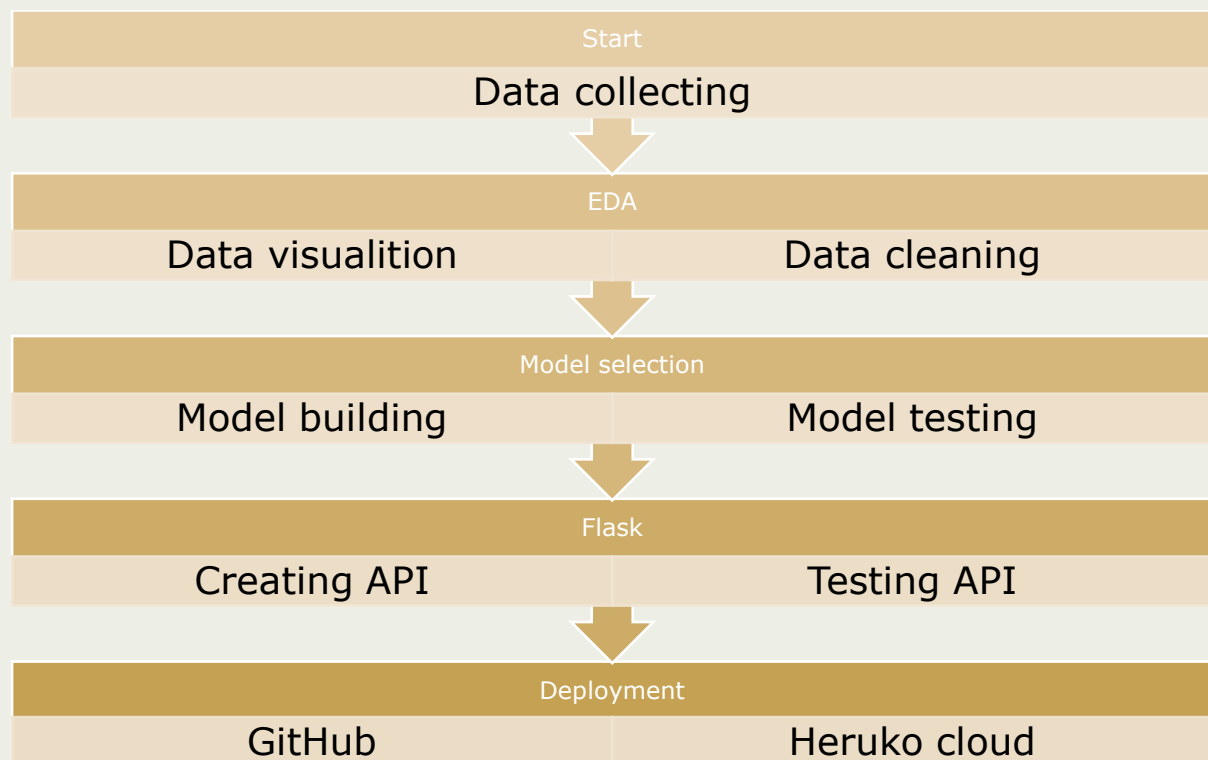 Start
Data collecting
EDA
Data visualition
Data cleaning
Model selection
Model building
Model testing
Flask
Creating API
Testing API
Deployment
GitHub
Heruko cloud